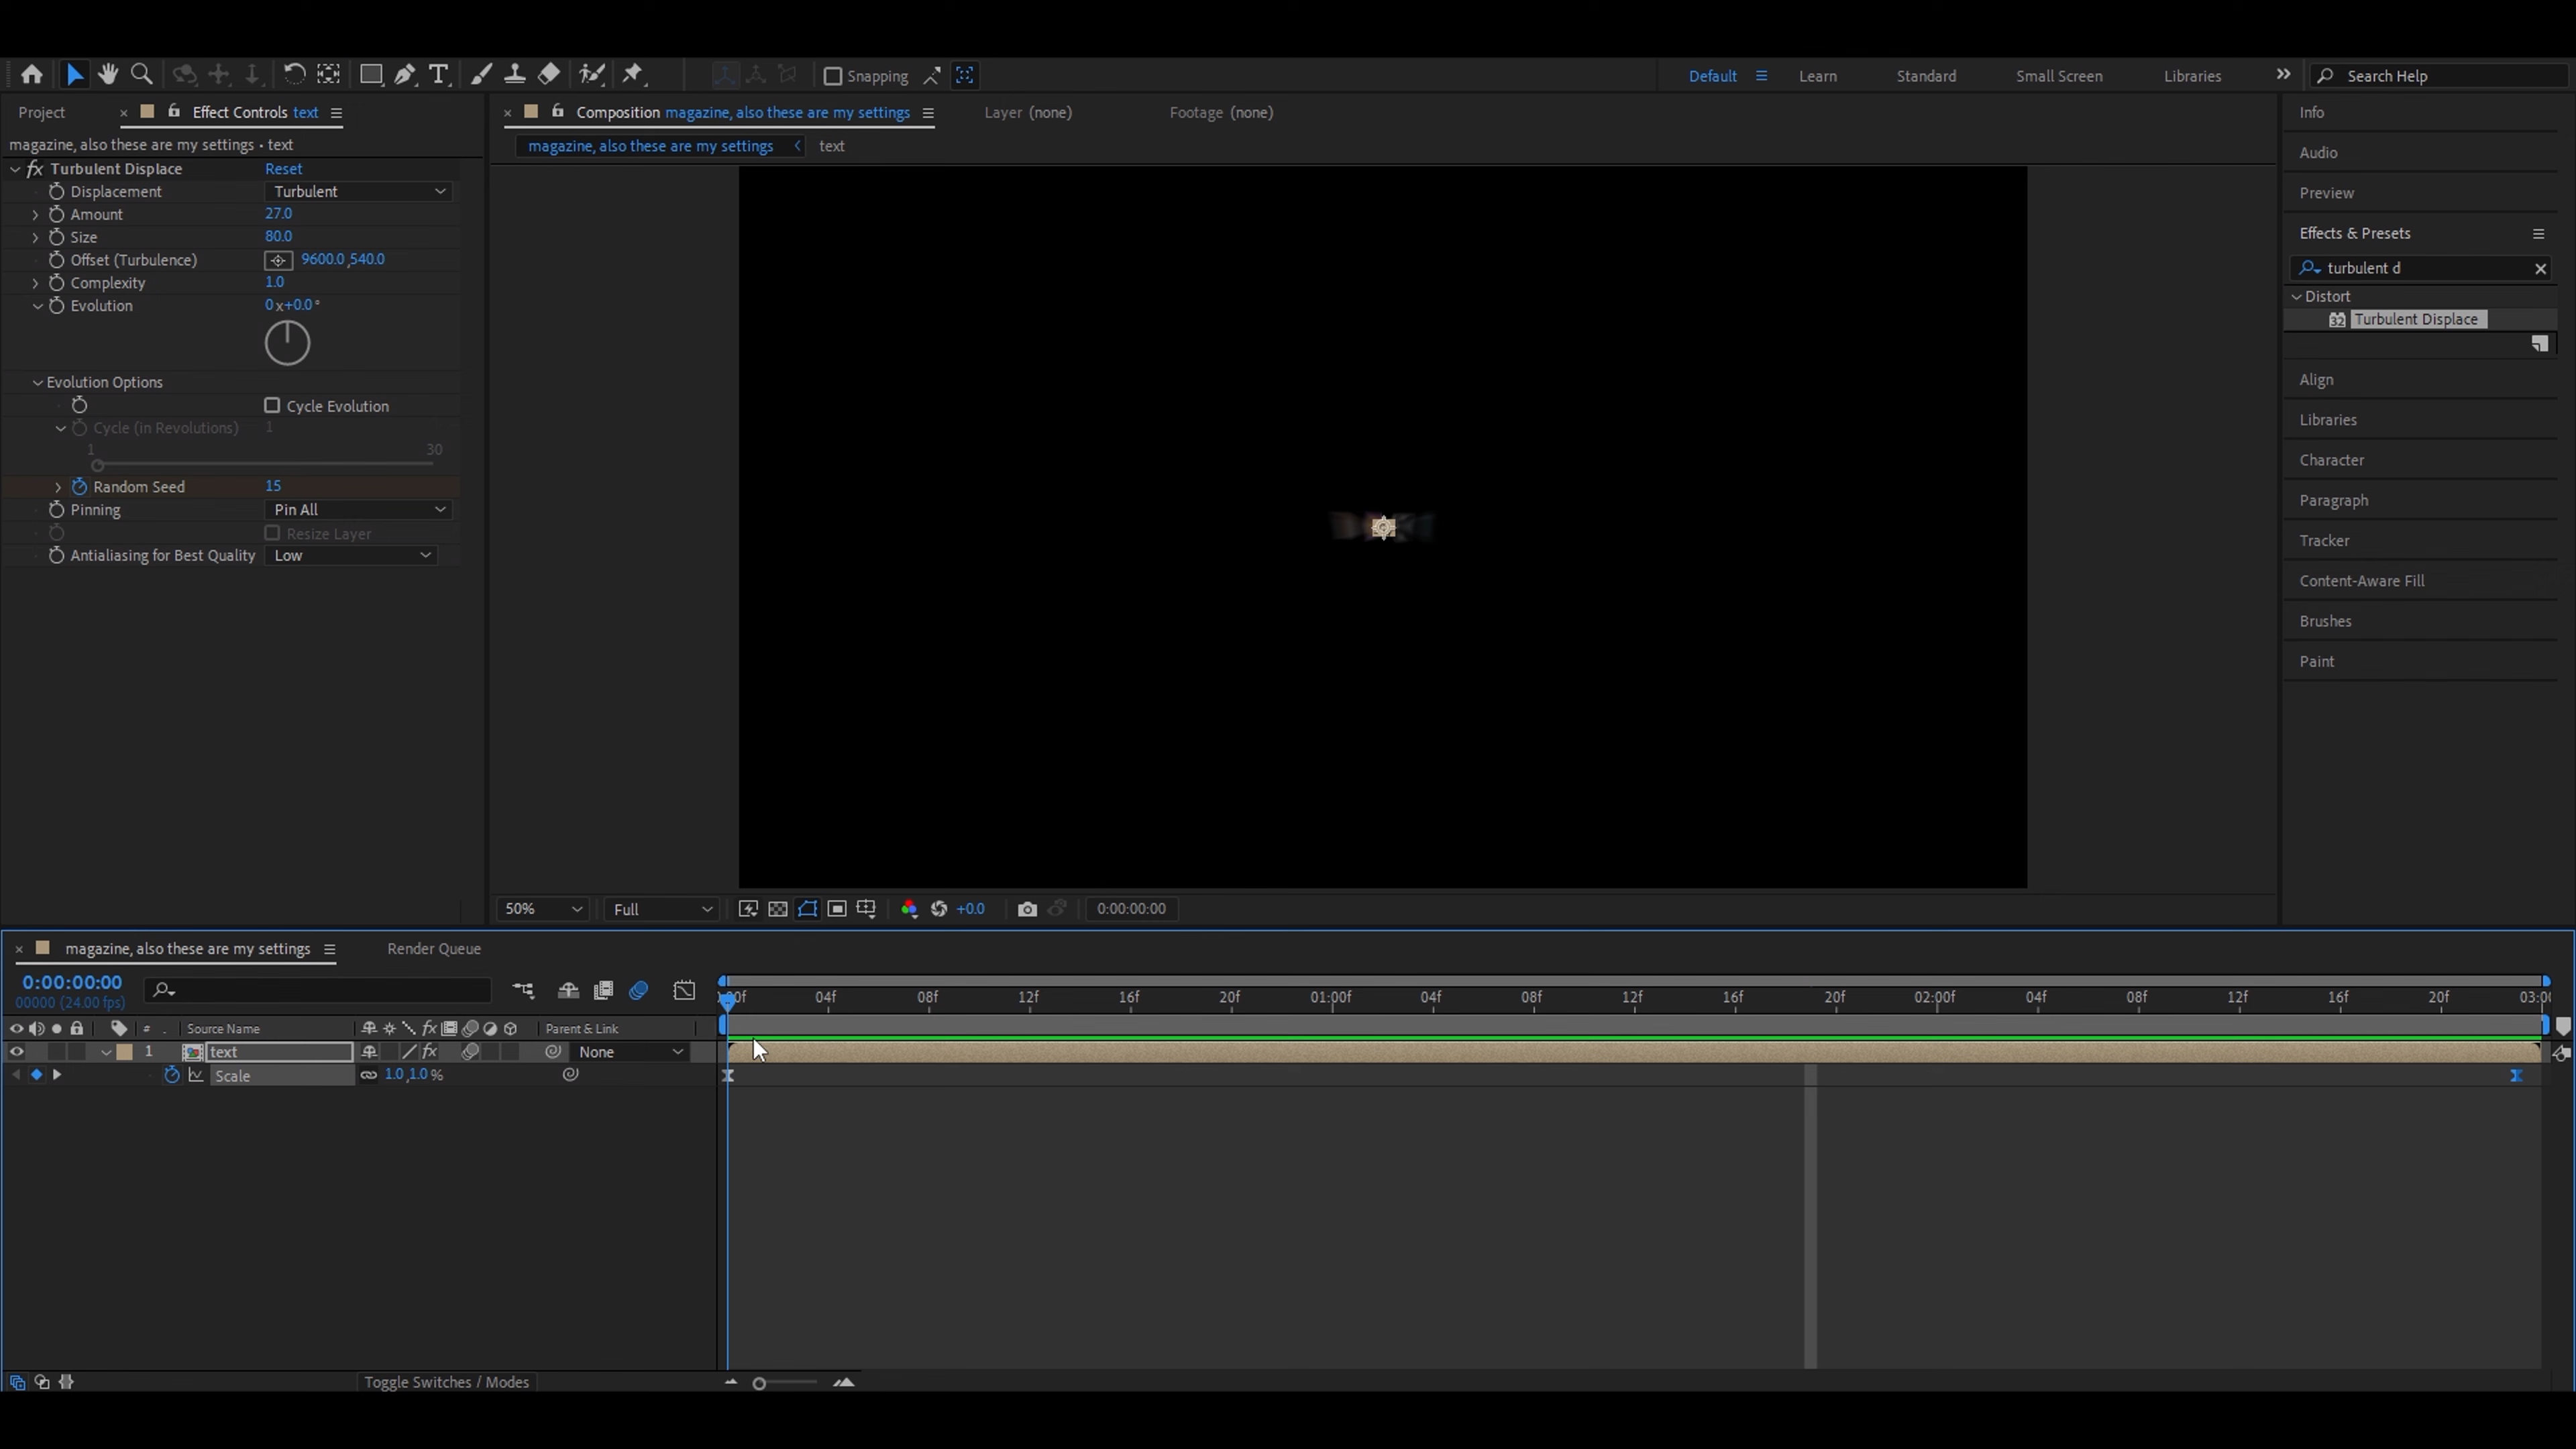 Snapping
Default
Learn
Standard
Small Screen
Libraries
Search Help
Project
Effect Controls text
Composition magazine, also these are my settings
Layer (none)
Footage (none)
Info
magazine, also these are my settings • text
magazine, also these are my settings
text
Audio
fx Turbulent Displace
Reset
Displacement
Turbulent
Preview
Amount
27.0
Size
80.0
Effects & Presets
Offset (Turbulence)
9600.0 ,540.0
turbulent d
Complexity
1.0
Distort
Evolution
0 x+0.0 °
32 Turbulent Displace
Evolution Options
Align
Cycle Evolution
Libraries
Cycle (in Revolutions)
1
1
30
Character
Random Seed
15
Paragraph
Pinning
Pin All
Resize Layer
Tracker
Antialiasing for Best Quality
Low
Content-Aware Fill
Brushes
Paint
50%
Full
+0.0
0:00:00:00
magazine, also these are my settings
Render Queue
0:00:00:00
00000 (24.00 fps)
:00f 04f 08f 12f 16f 20f 01:00f 04f 08f 12f 16f 20f 02:00f 04f 08f 12f 16f 20f 03:00
# Source Name
fx
Parent & Link
1 text
fx
None
Scale
1.0 ,1.0 %
Toggle Switches / Modes